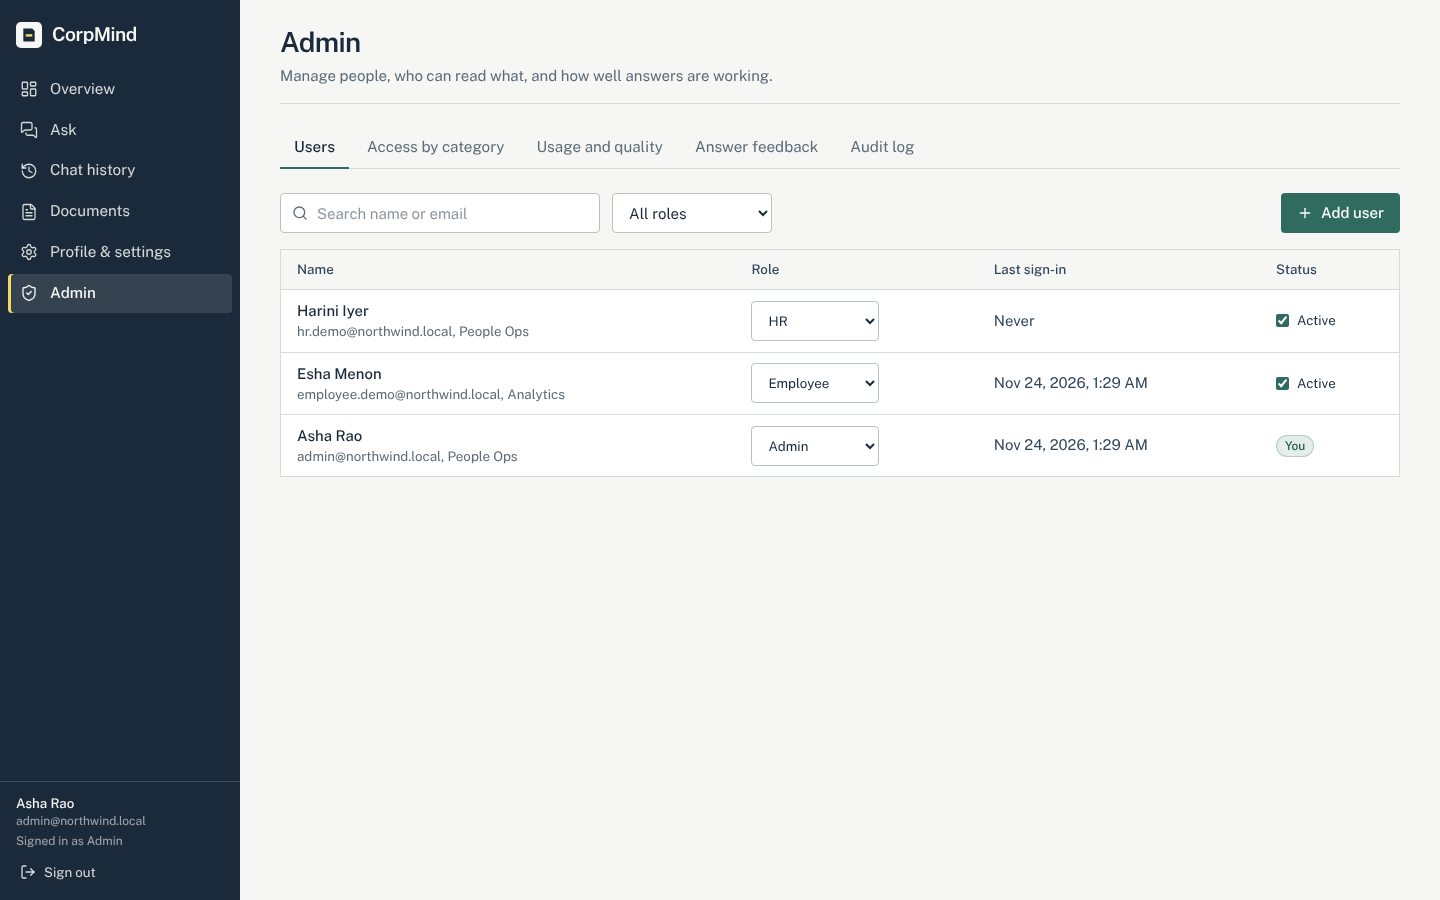 CorpMind
Overview
Ask
Chat history
Documents
Profile & settings
Admin
Asha Rao
admin@northwind.local
Signed in as Admin
Sign out
Admin
Manage people, who can read what, and how well answers are working.
Users Access by category Usage and quality Answer feedback Audit log
Search name or email All roles Add user
Name Role Last sign-in Status
Harini Iyer
hr.demo@northwind.local, People Ops
HR Never Active
Esha Menon
employee.demo@northwind.local, Analytics
Employee Nov 24, 2026, 1:29 AM Active
Asha Rao
admin@northwind.local, People Ops
Admin Nov 24, 2026, 1:29 AM You